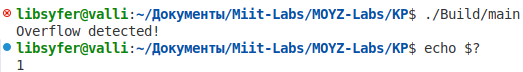 libsyfer@valli:~/Документы/Miit-Labs/MOYZ-Labs/KP$ ./Build/main
Overflow detected!
libsyfer@valli:~/Документы/Miit-Labs/MOYZ-Labs/KP$ echo $?
1